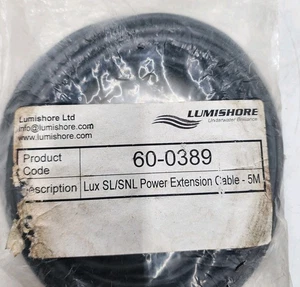 Lumishore Ltd
info@lumishore.com
www.lumishore.com
LUMISHORE
Underwater Brilliance
Product Code
60-0389
Description
Lux SL/SNL Power Extension Cable - 5M